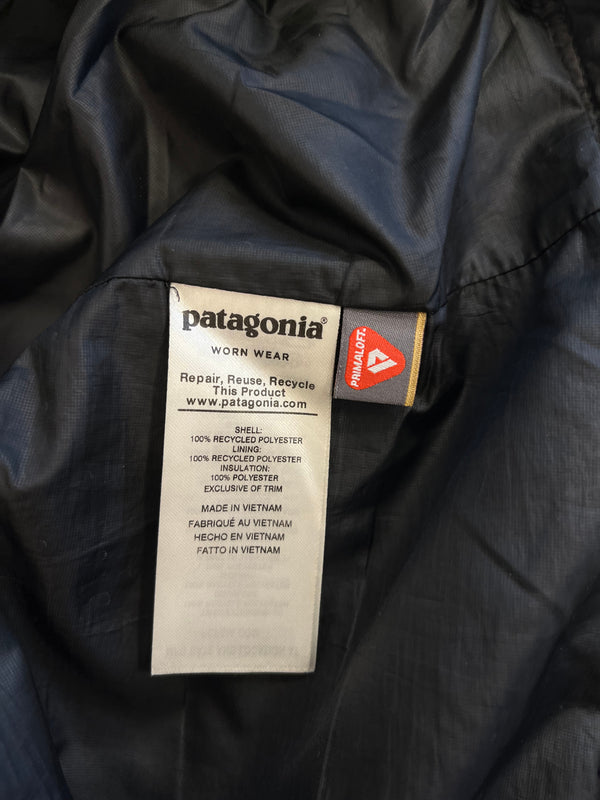 patagonia®
WORN WEAR
Repair, Reuse, Recycle
This Product
www.patagonia.com
SHELL:
100% RECYCLED POLYESTER
LINING:
100% RECYCLED POLYESTER
INSULATION:
100% POLYESTER
EXCLUSIVE OF TRIM
MADE IN VIETNAM
FABRIQUÉ AU VIETNAM
HECHO EN VIETNAM
FATTO IN VIETNAM
PRIMALOFT.